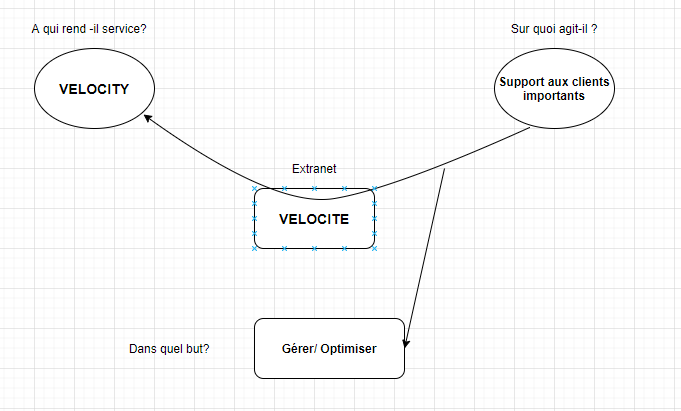 A qui rend -il service?
Sur quoi agit-il ?
VELOCITY
Support aux clients
importants
Extranet
VELOCITE
Dans quel but?
Gérer/ Optimiser